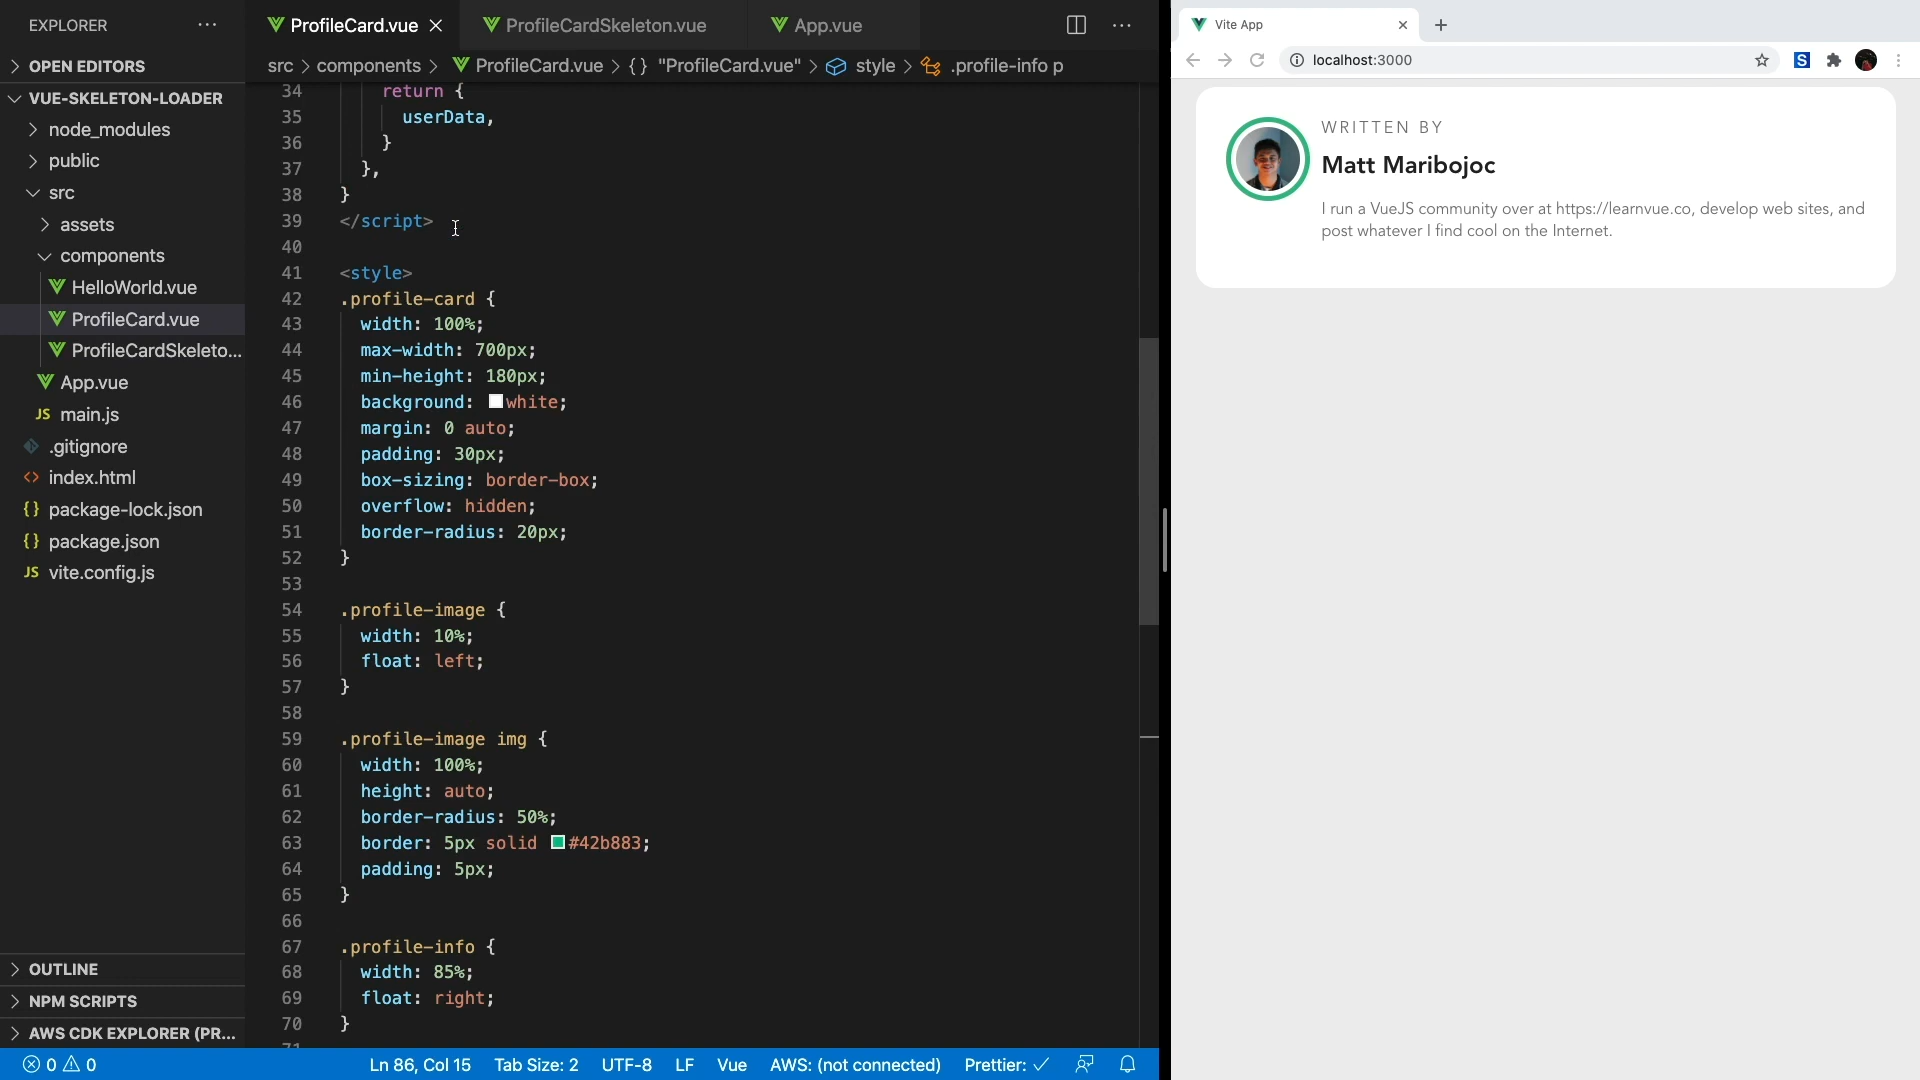 EXPLORER
OPEN EDITORS
VUE-SKELETON-LOADER
node_modules
public
src
assets
components
HelloWorld.vue
ProfileCard.vue
ProfileCardSkeleto...
App.vue
JS main.js
.gitignore
<> index.html
{} package-lock.json
{} package.json
JS vite.config.js
OUTLINE
NPM SCRIPTS
AWS CDK EXPLORER (PR...
ProfileCard.vue
ProfileCardSkeleton.vue
App.vue
src > components > ProfileCard.vue > {} "ProfileCard.vue" > style > .profile-info p
34 return {
35 userData,
36 }
37 },
38 }
39 </script>
40
41 <style>
42 .profile-card {
43 width: 100%;
44 max-width: 700px;
45 min-height: 180px;
46 background: white;
47 margin: 0 auto;
48 padding: 30px;
49 box-sizing: border-box;
50 overflow: hidden;
51 border-radius: 20px;
52 }
53
54 .profile-image {
55 width: 10%;
56 float: left;
57 }
58
59 .profile-image img {
60 width: 100%;
61 height: auto;
62 border-radius: 50%;
63 border: 5px solid #42b883;
64 padding: 5px;
65 }
66
67 .profile-info {
68 width: 85%;
69 float: right;
70 }
71
0 0
Ln 86, Col 15
Tab Size: 2
UTF-8
LF
Vue
AWS: (not connected)
Prettier: ✓
Vite App
localhost:3000
S
WRITTEN BY
Matt Maribojoc
I run a VueJS community over at https://learnvue.co, develop web sites, and
post whatever I find cool on the Internet.